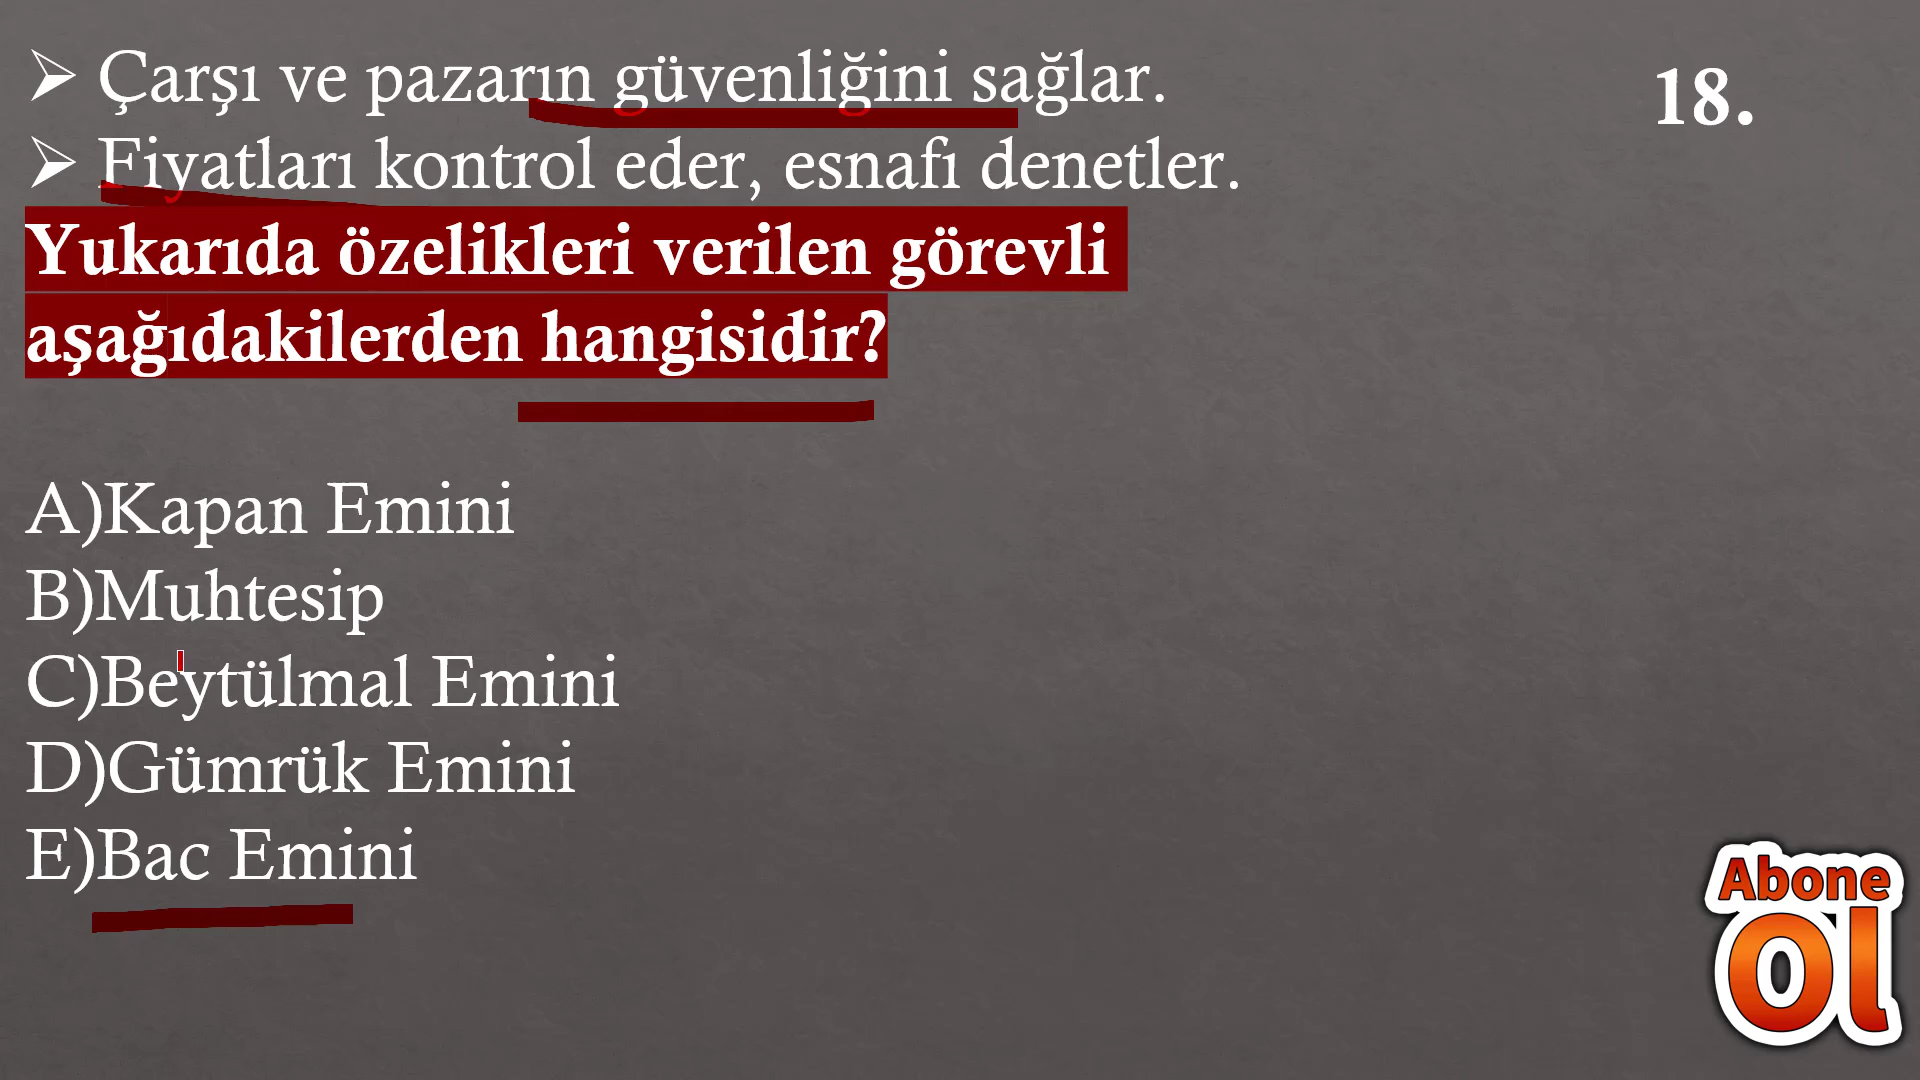 ➢ Çarşı ve pazarın güvenliğini sağlar.
18.
➢ Fiyatları kontrol eder, esnafı denetler.
Yukarıda özelikleri verilen görevli
aşağıdakilerden hangisidir?
A)Kapan Emini
B)Muhtesip
C)Beytülmal Emini
D)Gümrük Emini
E)Bac Emini
Abone
Ol